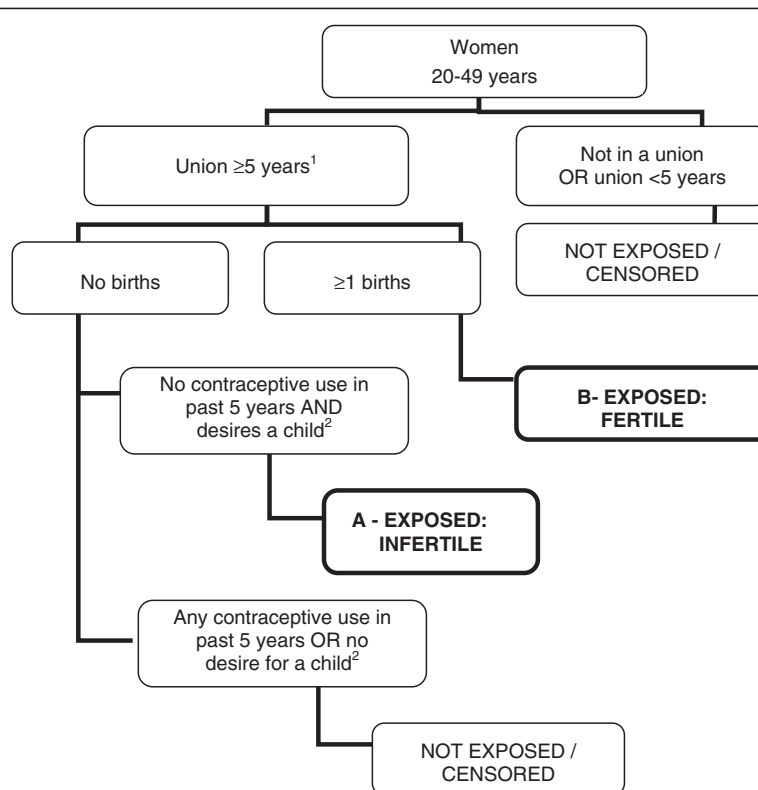 Women
20-49 years
Union ≥5 years¹
Not in a union
OR union <5 years
NOT EXPOSED /
CENSORED
No births
≥1 births
No contraceptive use in
past 5 years AND
desires a child²
B- EXPOSED:
FERTILE
A - EXPOSED:
INFERTILE
Any contraceptive use in
past 5 years OR no
desire for a child²
NOT EXPOSED /
CENSORED